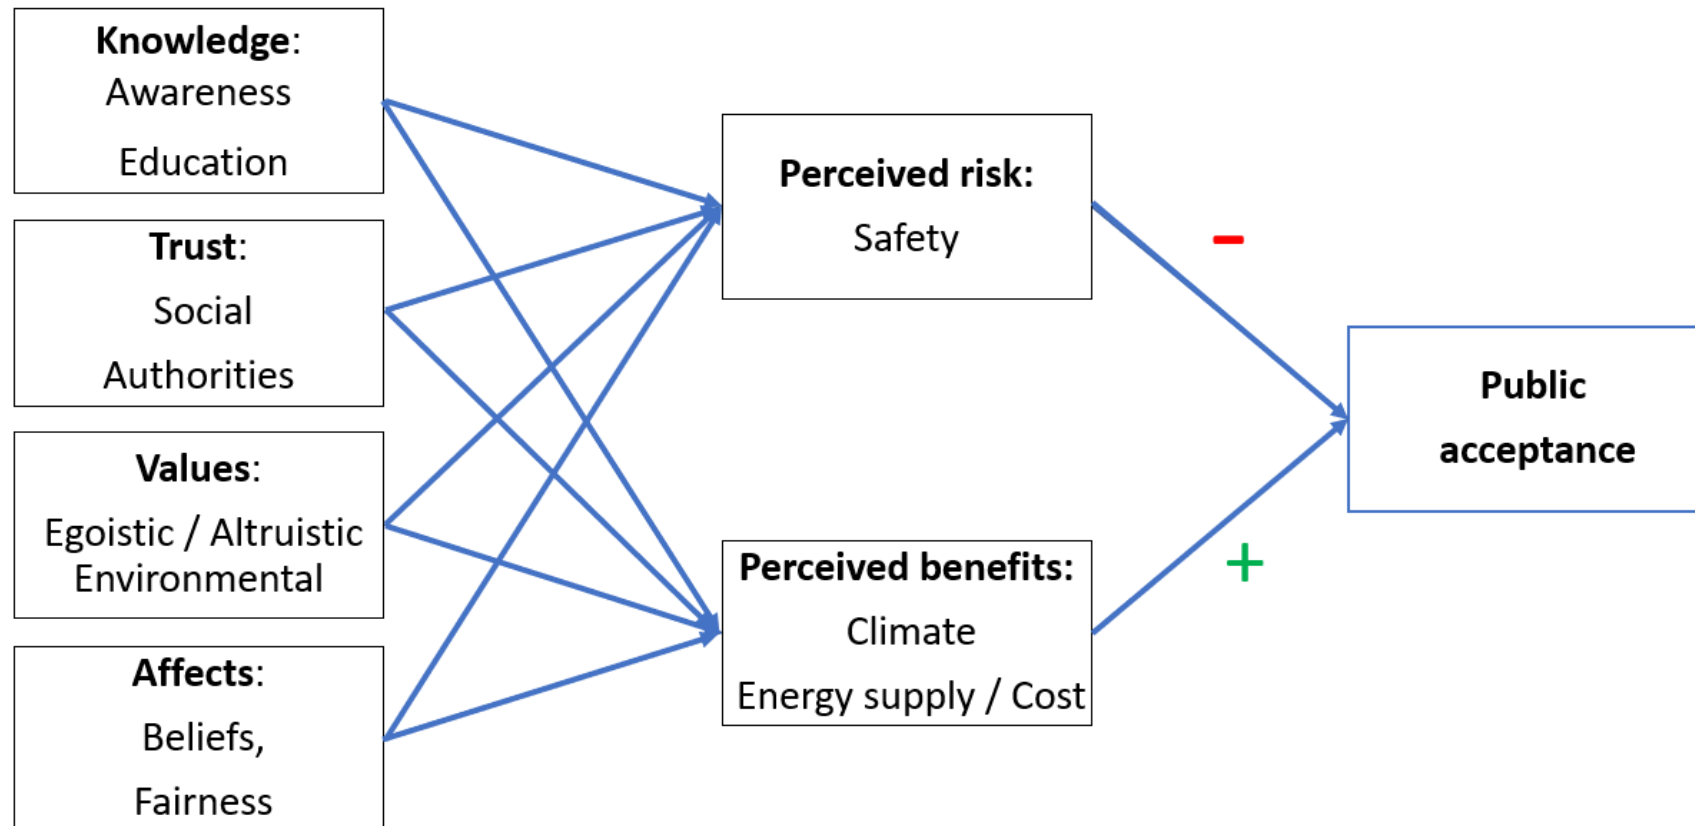 Knowledge:
Awareness
Education
Trust:
Social
Authorities
Values:
Egoistic / Altruistic
Environmental
Affects:
Beliefs,
Fairness
Perceived risk:
Safety
Perceived benefits:
Climate
Energy supply / Cost
–
+
Public
acceptance